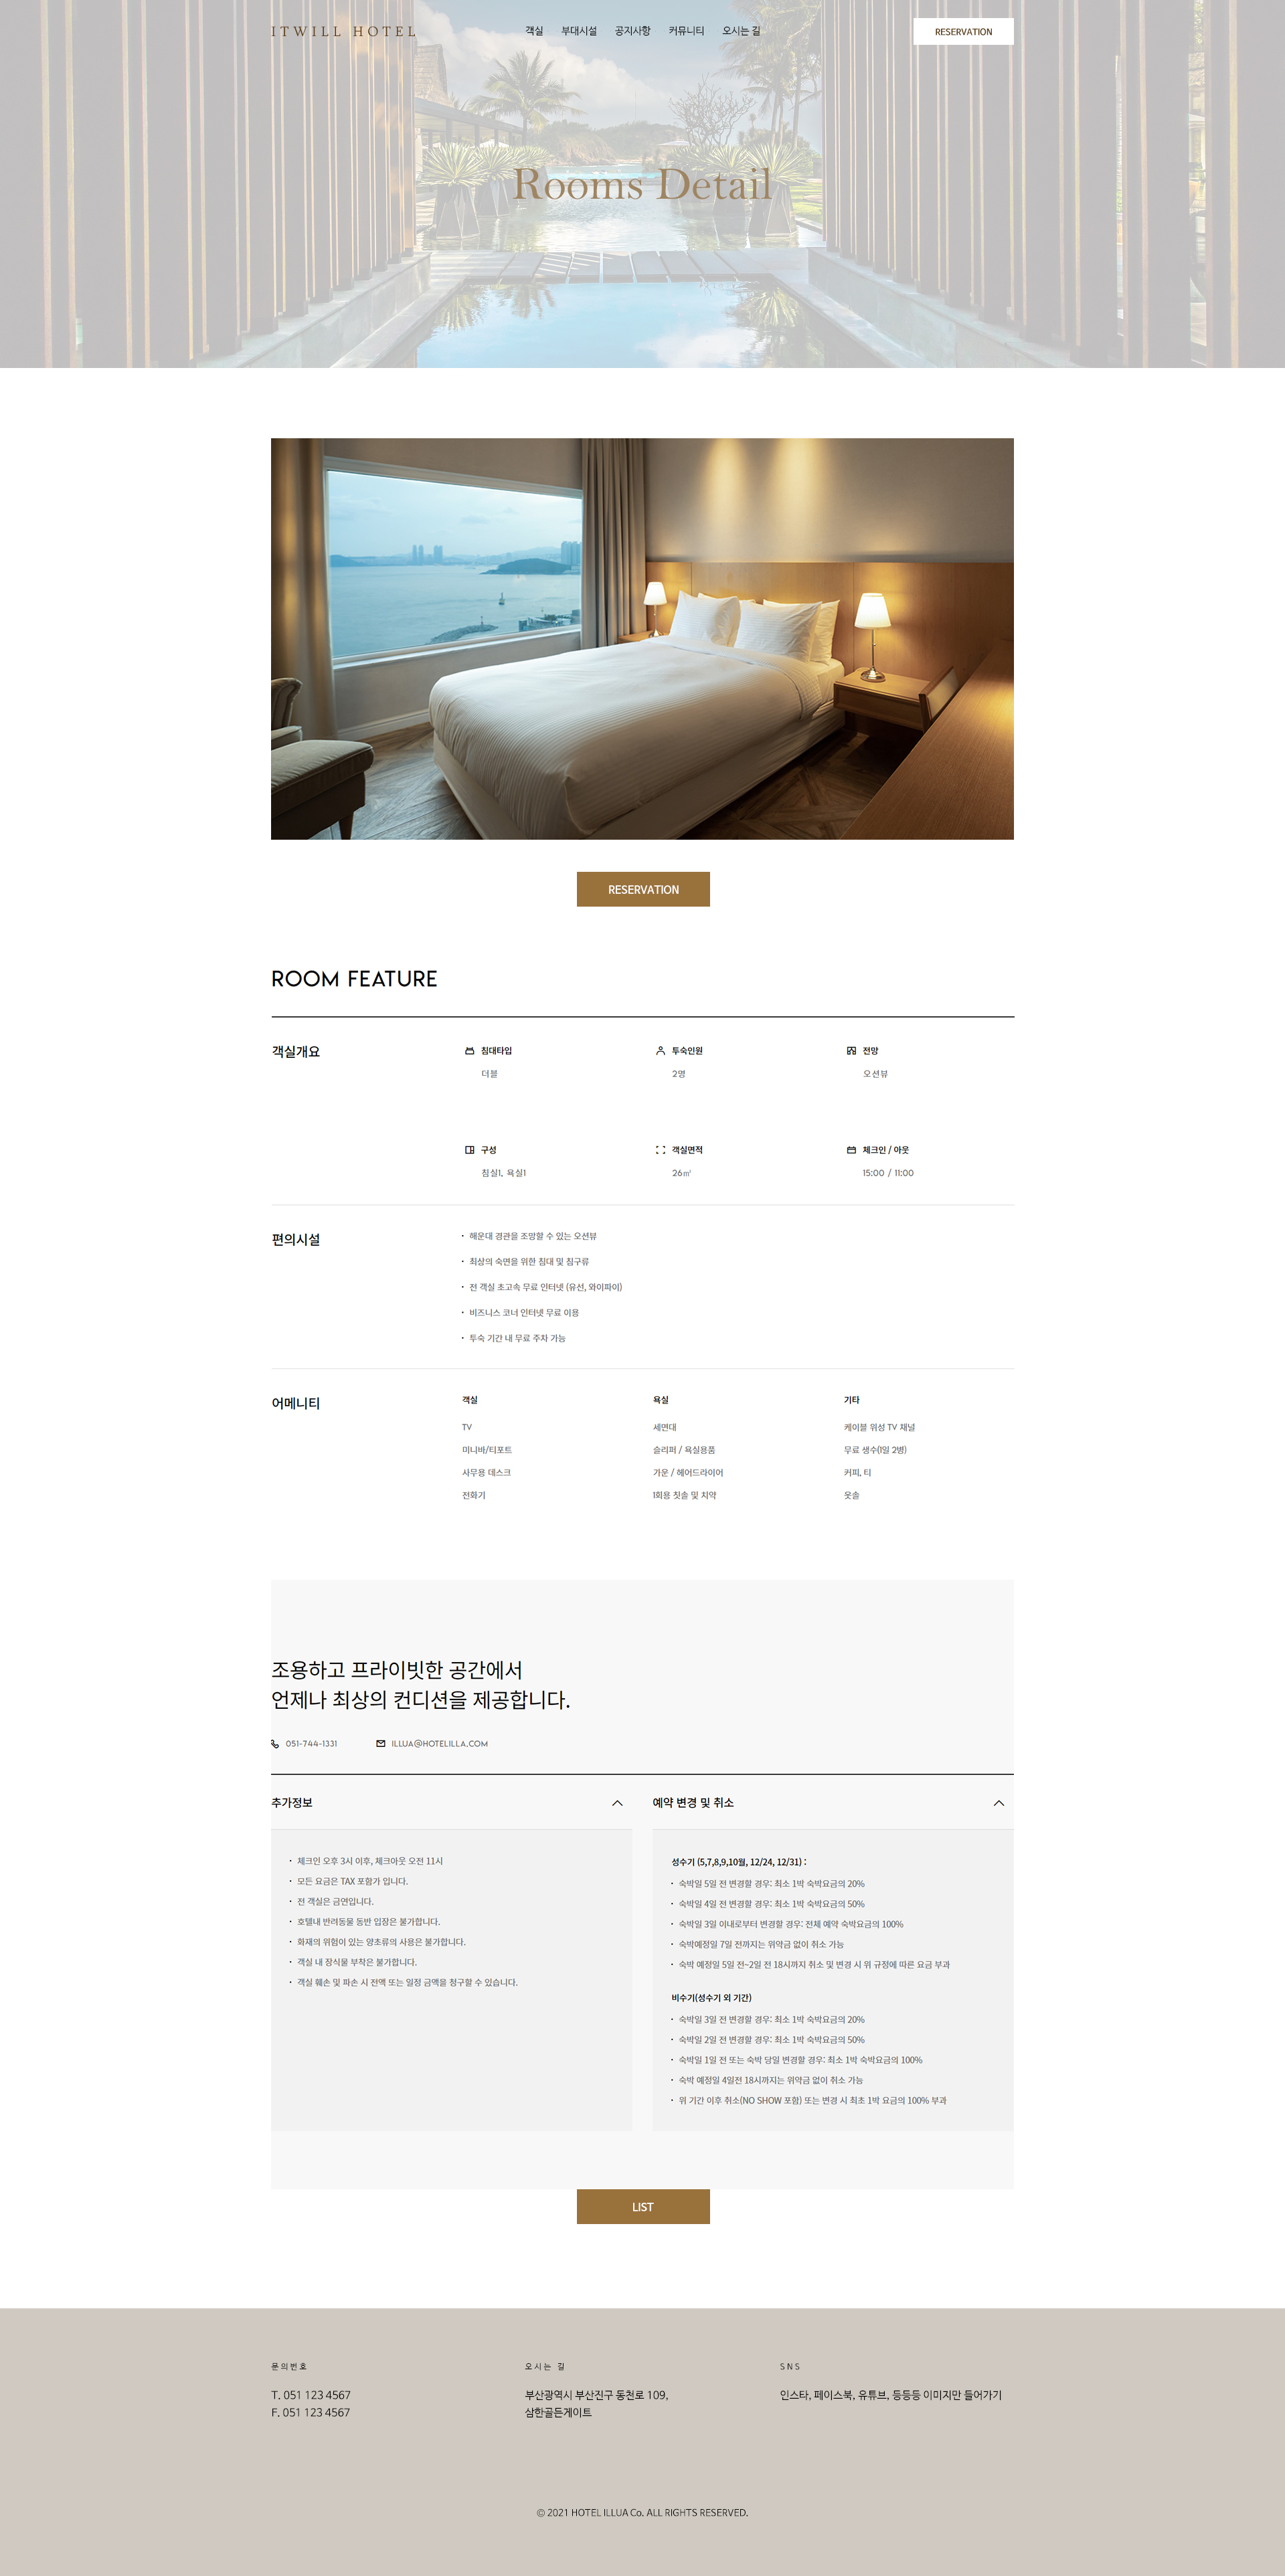 ITWILL HOTEL
객실 부대시설 공지사항 커뮤니티 오시는 길
RESERVATION
Rooms Detail
RESERVATION
ROOM FEATURE
객실개요
침대타입 투숙인원 전망
더블 2명 오션뷰
구성 객실면적 체크인 / 아웃
침실1, 욕실1 26㎡ 15:00 / 11:00
편의시설
· 해운대 경관을 조망할 수 있는 오션뷰
· 최상의 숙면을 위한 침대 및 침구류
· 전 객실 초고속 무료 인터넷 (유선, 와이파이)
· 비즈니스 코너 인터넷 무료 이용
· 투숙 기간 내 무료 주차 가능
어메니티
객실 욕실 기타
TV 세면대 케이블 위성 TV 채널
미니바/티포트 슬리퍼 / 욕실용품 무료 생수(1일 2병)
사무용 데스크 가운 / 헤어드라이어 커피, 티
전화기 1회용 칫솔 및 치약 옷솔
조용하고 프라이빗한 공간에서
언제나 최상의 컨디션을 제공합니다.
051-744-1331 ILLUA@HOTELILLA.COM
추가정보
· 체크인 오후 3시 이후, 체크아웃 오전 11시
· 모든 요금은 TAX 포함가 입니다.
· 전 객실은 금연입니다.
· 호텔내 반려동물 동반 입장은 불가합니다.
· 화재의 위험이 있는 양초류의 사용은 불가합니다.
· 객실 내 장식물 부착은 불가합니다.
· 객실 훼손 및 파손 시 전액 또는 일정 금액을 청구할 수 있습니다.
예약 변경 및 취소
성수기 (5,7,8,9,10월, 12/24, 12/31) :
· 숙박일 5일 전 변경할 경우: 최소 1박 숙박요금의 20%
· 숙박일 4일 전 변경할 경우: 최소 1박 숙박요금의 50%
· 숙박일 3일 이내로부터 변경할 경우: 전체 예약 숙박요금의 100%
· 숙박예정일 7일 전까지는 위약금 없이 취소 가능
· 숙박 예정일 5일 전~2일 전 18시까지 취소 및 변경 시 위 규정에 따른 요금 부과
비수기(성수기 외 기간)
· 숙박일 3일 전 변경할 경우: 최소 1박 숙박요금의 20%
· 숙박일 2일 전 변경할 경우: 최소 1박 숙박요금의 50%
· 숙박일 1일 전 또는 숙박 당일 변경할 경우: 최소 1박 숙박요금의 100%
· 숙박 예정일 4일전 18시까지는 위약금 없이 취소 가능
· 위 기간 이후 취소(NO SHOW 포함) 또는 변경 시 최초 1박 요금의 100% 부과
LIST
문의번호
T. 051 123 4567
F. 051 123 4567
오시는 길
부산광역시 부산진구 동천로 109,
삼한골든게이트
SNS
인스타, 페이스북, 유튜브, 등등등 이미지만 들어가기
© 2021 HOTEL ILLUA Co. ALL RIGHTS RESERVED.